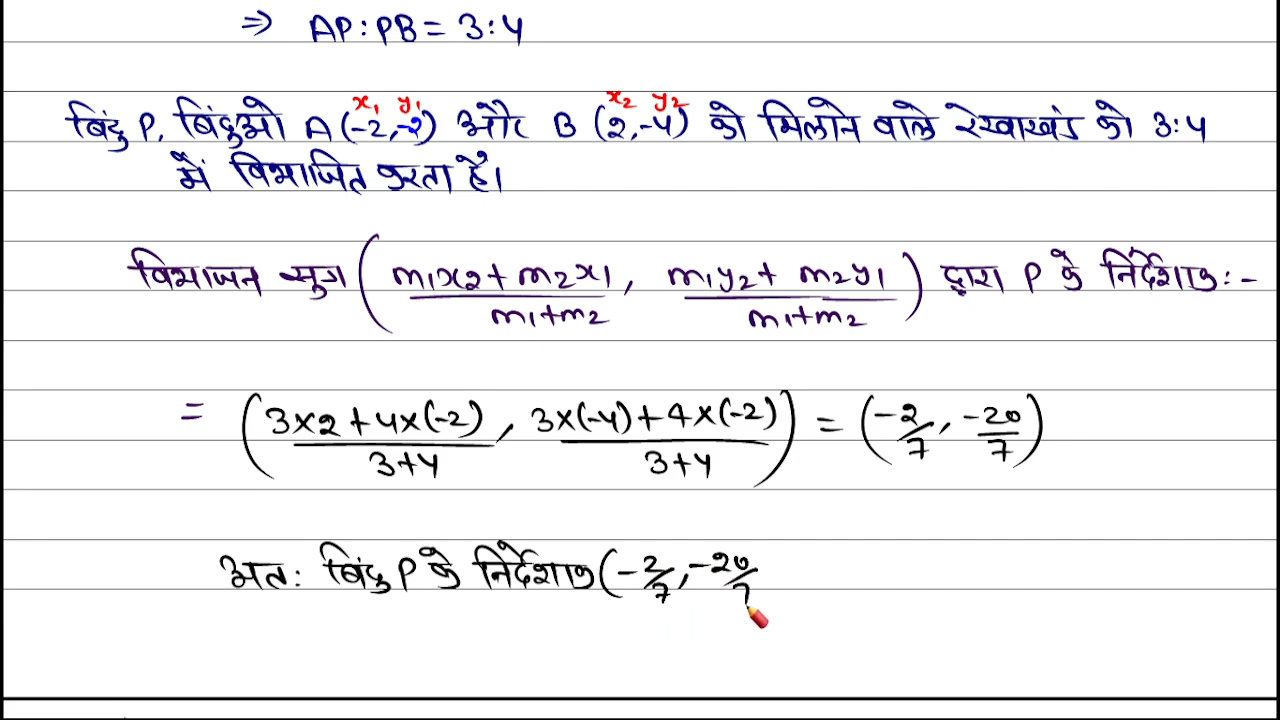 ⇒ AP:PB = 3:4
x₁ y₁ x₂ y₂
बिंदु P, बिंदुओ A (-2,-2) और B (2,-4) को मिलाने वाले रेखाखंड को 3:4
में विभाजित करता है।
विभाजन सूत्र ( m₁x₂ + m₂x₁ / m₁+m₂ , m₁y₂ + m₂y₁ / m₁+m₂ ) द्वारा P के निर्देशांक :-
= ( 3×2 + 4×(-2) / 3+4 , 3×(-4) + 4×(-2) / 3+4 ) = ( -2/7 , -20/7 )
अतः बिंदु P के निर्देशांक ( -2/7 , -20/7